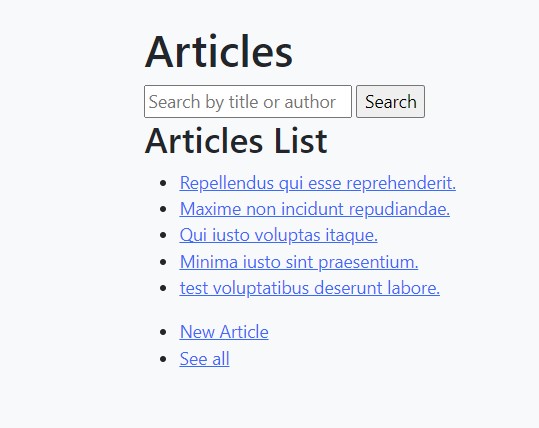 Articles
Search by title or author Search
Articles List
Repellendus qui esse reprehenderit.
Maxime non incidunt repudiandae.
Qui iusto voluptas itaque.
Minima iusto sint praesentium.
test voluptatibus deserunt labore.
New Article
See all